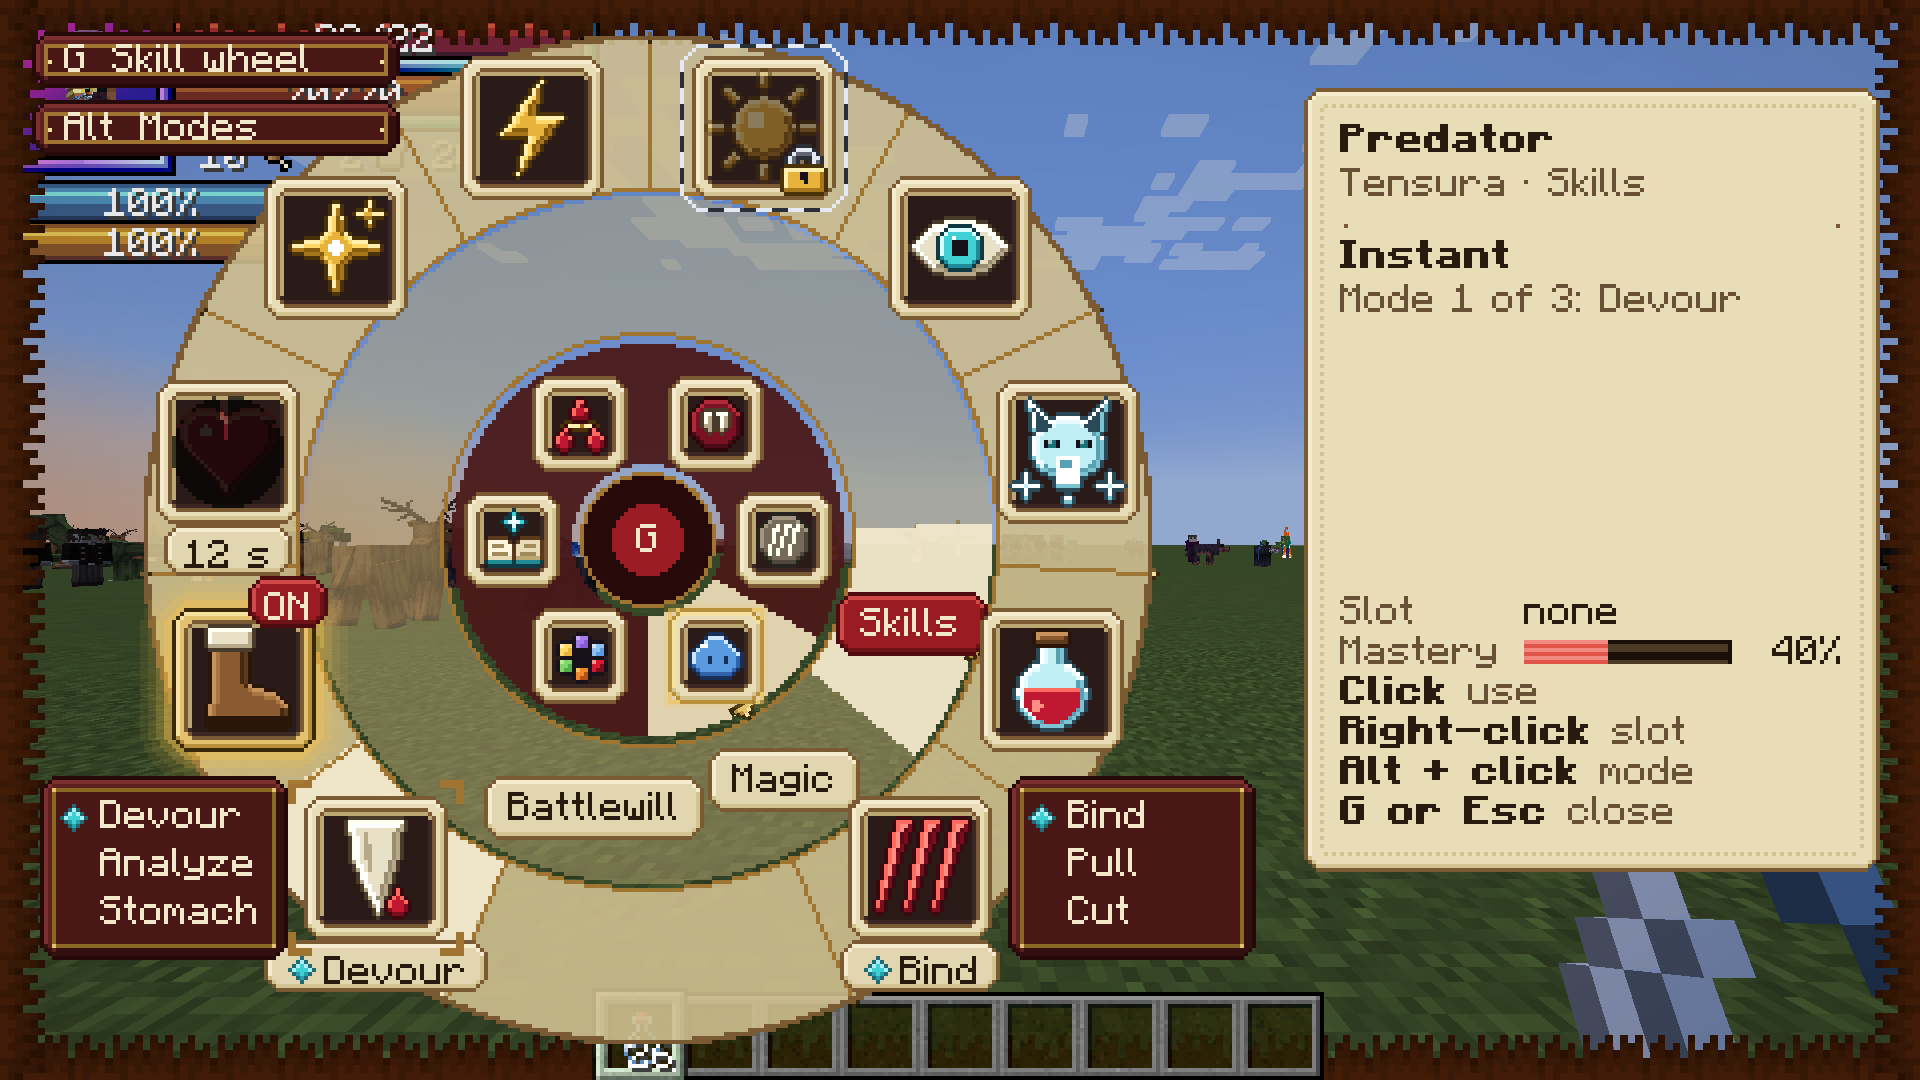 G Skill wheel
Alt Modes
10
100%
100%
12 s
ON
G
Skills
Magic
Battlewill
Devour
Analyze
Stomach
Devour
Bind
Pull
Cut
Bind
26
Predator
Tensura · Skills
Instant
Mode 1 of 3: Devour
Slot none
Mastery 40%
Click use
Right-click slot
Alt + click mode
G or Esc close